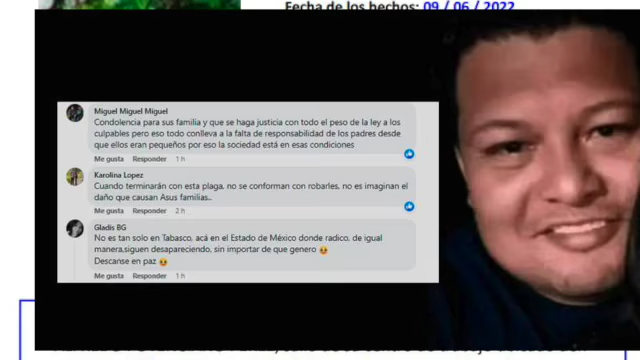 Fecha de los hechos: 09 / 06 / 2022
Miguel Miguel Miguel
Condolencia para sus familia y que se haga justicia con todo el peso de la ley a los
culpables pero eso todo conlleva a la falta de responsabilidad de los padres desde
que ellos eran pequeños por eso la sociedad está en esas condiciones
Me gusta Responder 1 h
Karolina Lopez
Cuando terminarán con esta plaga, no se conforman con robarles, no es imaginan el
daño que causan Asus familias..
Me gusta Responder 2 h
Gladis BG
No es tan solo en Tabasco, acá en el Estado de México donde radico, de igual
manera,siguen desapareciendo, sin importar de que genero 🥺
Descanse en paz 🥺
Me gusta Responder 1 h